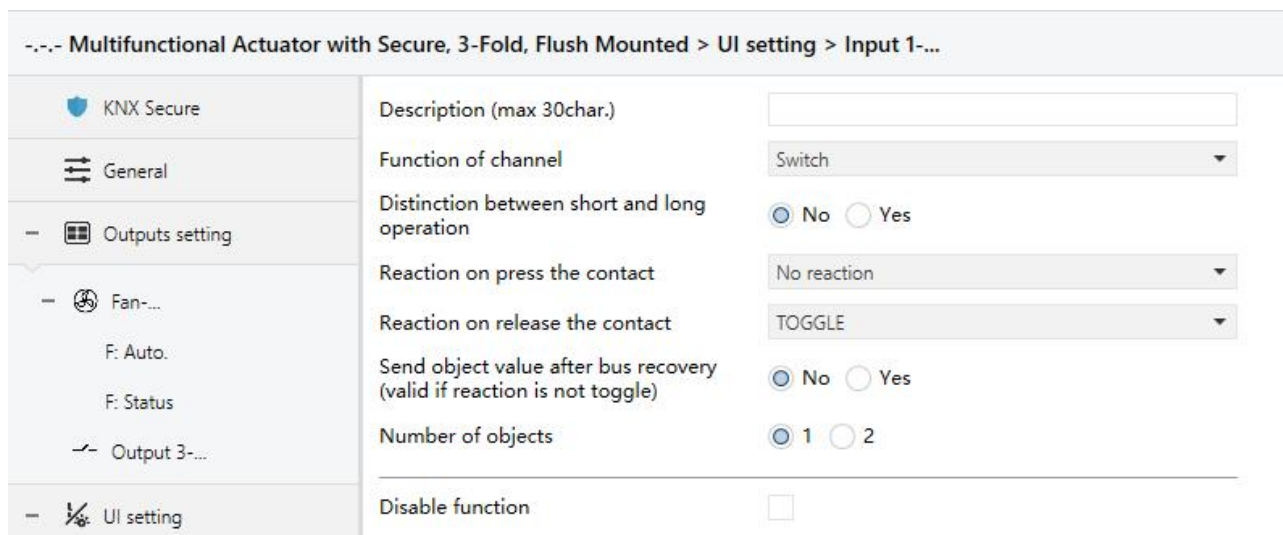 -.-.- Multifunctional Actuator with Secure, 3-Fold, Flush Mounted > UI setting > Input 1-...
KNX Secure
General
Outputs setting
Fan-...
F: Auto.
F: Status
Output 3-...
UI setting
Description (max 30char.)
Function of channel
Switch
Distinction between short and long
operation
No
Yes
Reaction on press the contact
No reaction
Reaction on release the contact
TOGGLE
Send object value after bus recovery
(valid if reaction is not toggle)
No
Yes
Number of objects
1
2
Disable function